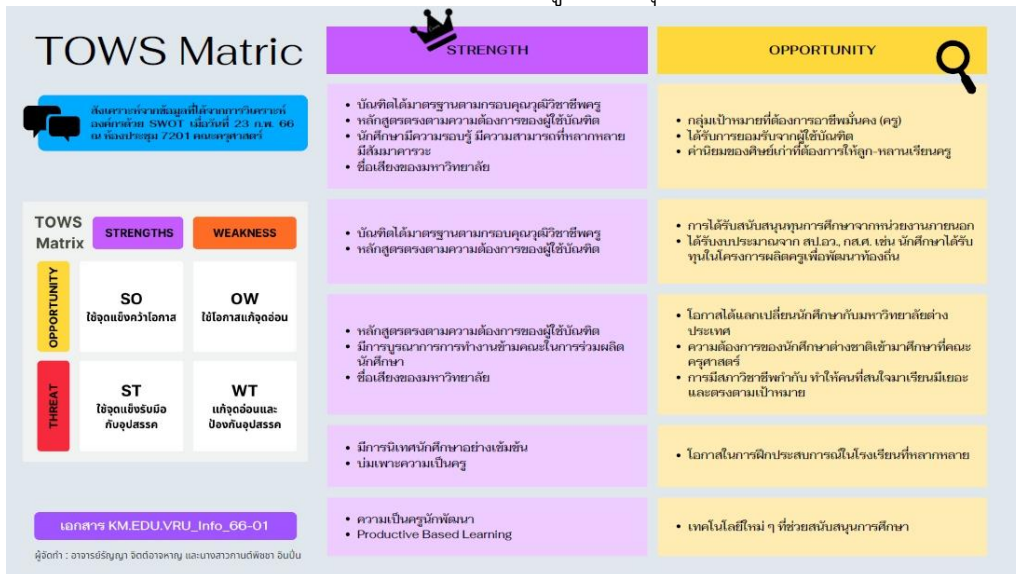 TOWS Matric
สังเคราะห์จากข้อมูลที่ได้จากการวิเคราะห์
องค์กรด้วย SWOT เมื่อวันที่ 23 ก.พ. 66
ณ ห้องประชุม 7201 คณะครุศาสตร์
TOWS
Matrix
STRENGTHS
WEAKNESS
OPPORTUNITY
SO
ใช้จุดแข็งคว้าโอกาส
OW
ใช้โอกาสแก้จุดอ่อน
THREAT
ST
ใช้จุดแข็งรับมือ
กับอุปสรรค
WT
แก้จุดอ่อนและ
ป้องกันอุปสรรค
เอกสาร KM.EDU.VRU_Info_66-01
ผู้จัดทำ : อาจารย์รัญญา จิตต์อาจหาญ และนางสาวกานต์พิชชา อินปั่น
STRENGTH
OPPORTUNITY
• บัณฑิตได้มาตรฐานตามกรอบคุณวุฒิวิชาชีพครู
• หลักสูตรตรงตามความต้องการของผู้ใช้บัณฑิต
• นักศึกษามีความรอบรู้ มีความสามารถที่หลากหลาย
มีสัมมาคารวะ
• ชื่อเสียงของมหาวิทยาลัย
• กลุ่มเป้าหมายที่ต้องการอาชีพมั่นคง (ครู)
• ได้รับการยอมรับจากผู้ใช้บัณฑิต
• ค่านิยมของศิษย์เก่าที่ต้องการให้ลูก-หลานเรียนครู
• บัณฑิตได้มาตรฐานตามกรอบคุณวุฒิวิชาชีพครู
• หลักสูตรตรงตามความต้องการของผู้ใช้บัณฑิต
• การได้รับสนับสนุนทุนการศึกษาจากหน่วยงานภายนอก
• ได้รับงบประมาณจาก สป.อว., กส.ศ. เช่น นักศึกษาได้รับ
ทุนในโครงการผลิตครูเพื่อพัฒนาท้องถิ่น
• หลักสูตรตรงตามความต้องการของผู้ใช้บัณฑิต
• มีการบูรณาการการทำงานข้ามคณะในการร่วมผลิต
นักศึกษา
• ชื่อเสียงของมหาวิทยาลัย
• โอกาสได้แลกเปลี่ยนนักศึกษากับมหาวิทยาลัยต่าง
ประเทศ
• ความต้องการของนักศึกษาต่างชาติเข้ามาศึกษาที่คณะ
ครุศาสตร์
• การมีสภาวิชาชีพกำกับ ทำให้คนที่สนใจมาเรียนมีเยอะ
และตรงตามเป้าหมาย
• มีการนิเทศนักศึกษาอย่างเข้มข้น
• บ่มเพาะความเป็นครู
• โอกาสในการฝึกประสบการณ์ในโรงเรียนที่หลากหลาย
• ความเป็นครูนักพัฒนา
• Productive Based Learning
• เทคโนโลยีใหม่ ๆ ที่ช่วยสนับสนุนการศึกษา